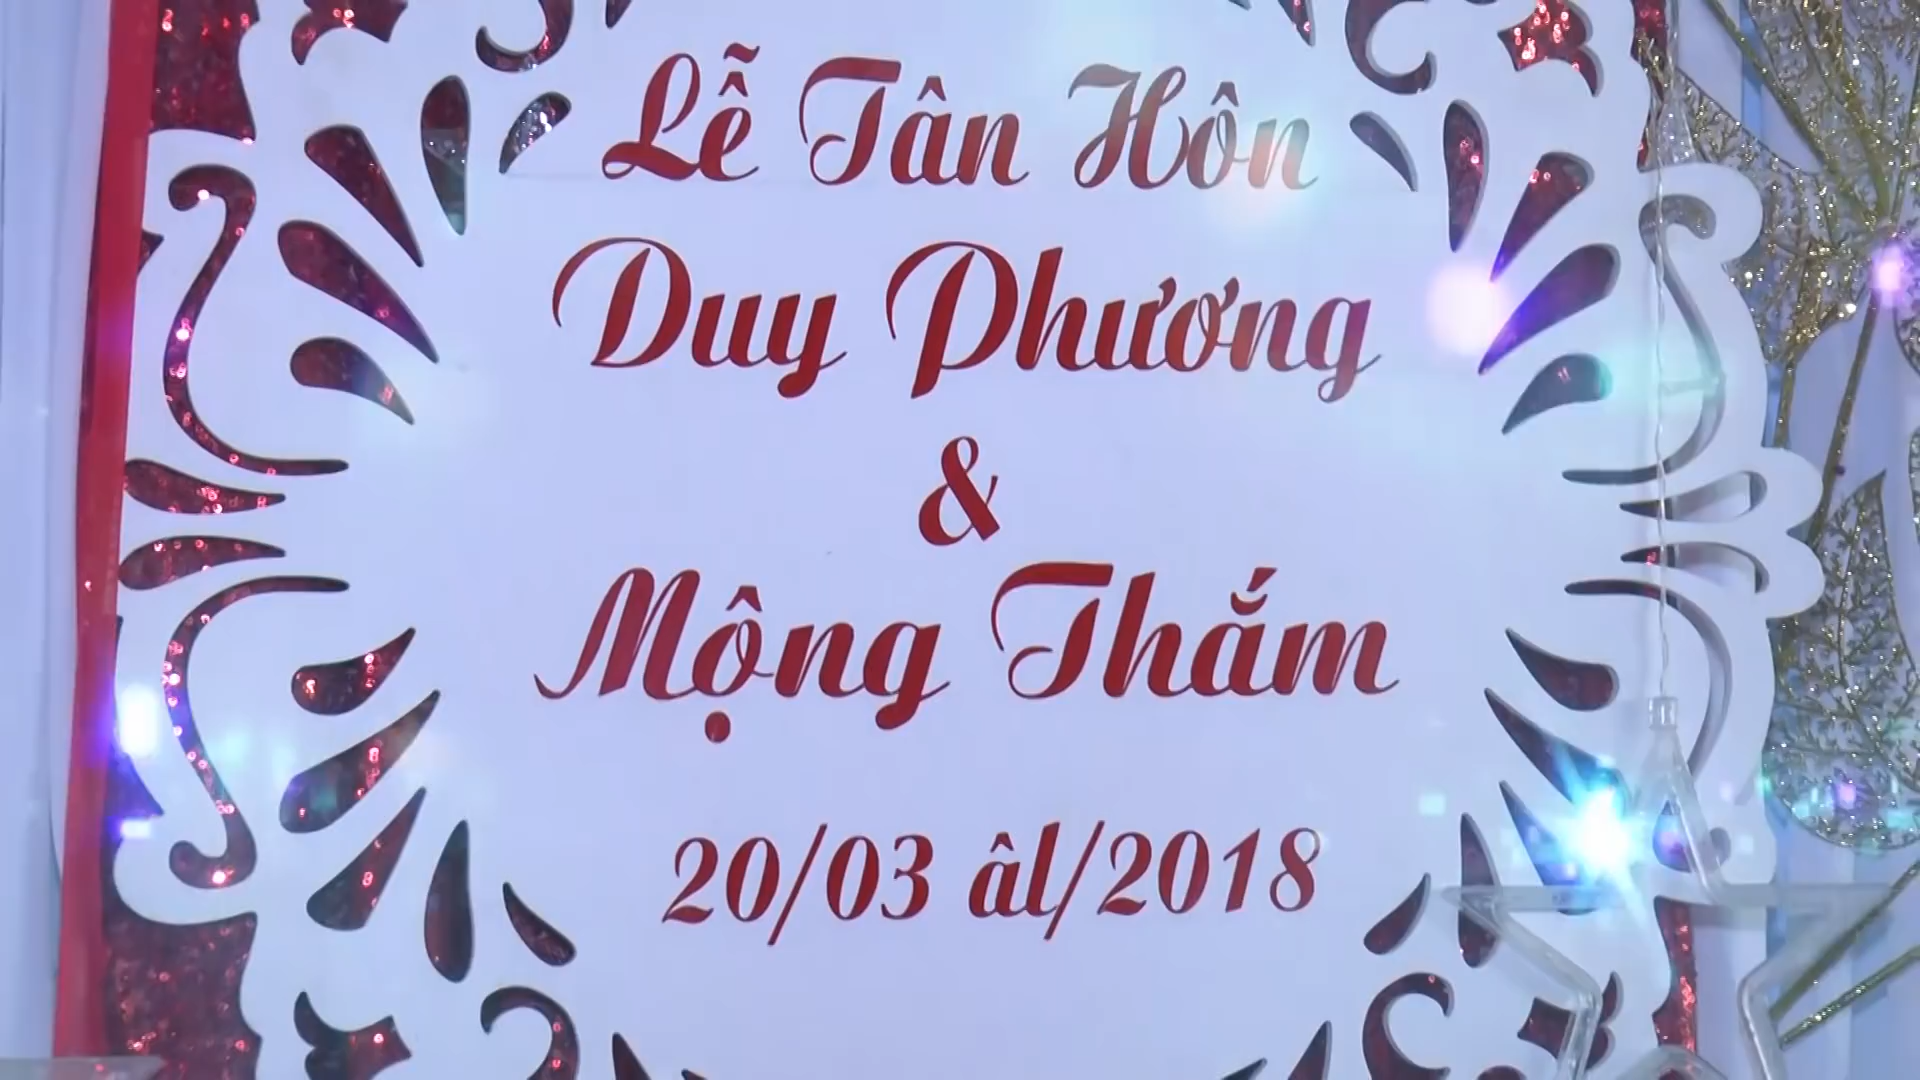 Lễ Tân Hôn
Duy Phương
&
Mộng Thắm
20/03 âl/2018